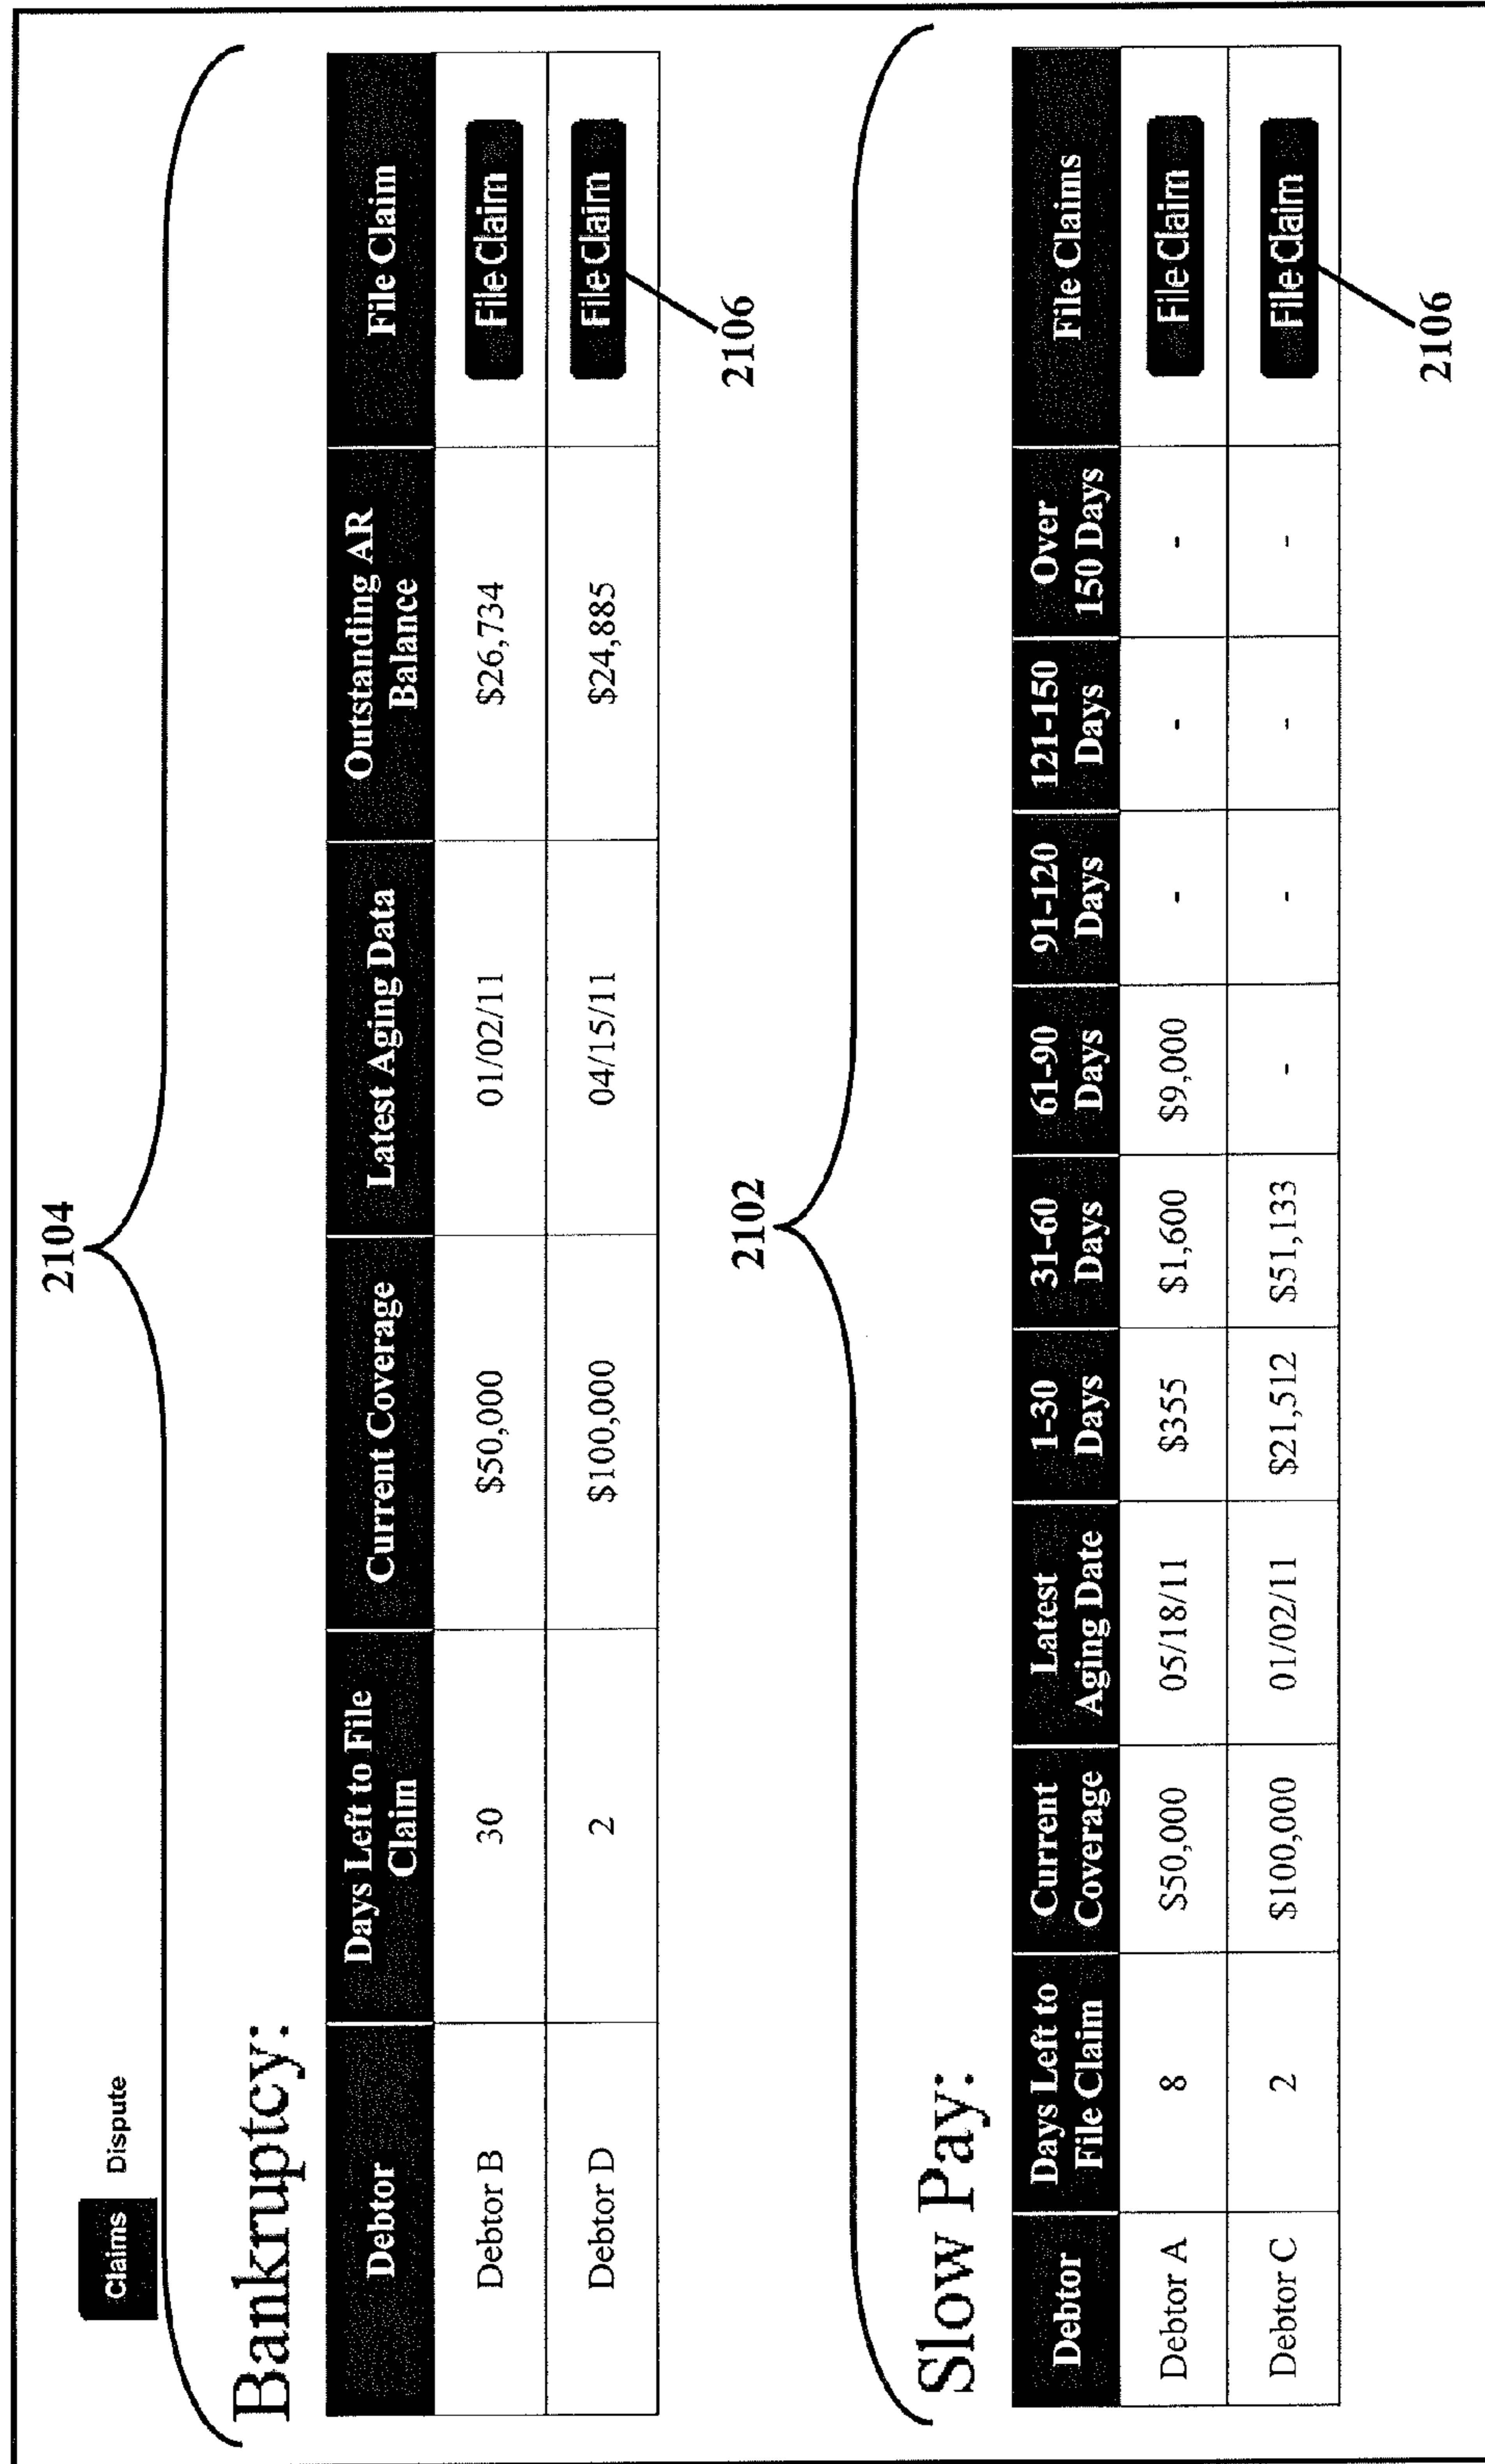 2104
Claims Dispute
Bankruptcy:
Debtor Days Left to File Claim Current Coverage Latest Aging Data Outstanding AR Balance File Claim
Debtor B 30 $50,000 01/02/11 $26,734 File Claim
Debtor D 2 $100,000 04/15/11 $24,885 File Claim
2106
2102
Slow Pay:
Debtor Days Left to File Claim Current Coverage Latest Aging Date 1-30 Days 31-60 Days 61-90 Days 91-120 Days 121-150 Days Over 150 Days File Claims
Debtor A 8 $50,000 05/18/11 $355 $1,600 $9,000 - - - File Claim
Debtor C 2 $100,000 01/02/11 $21,512 $51,133 - - - - File Claim
2106